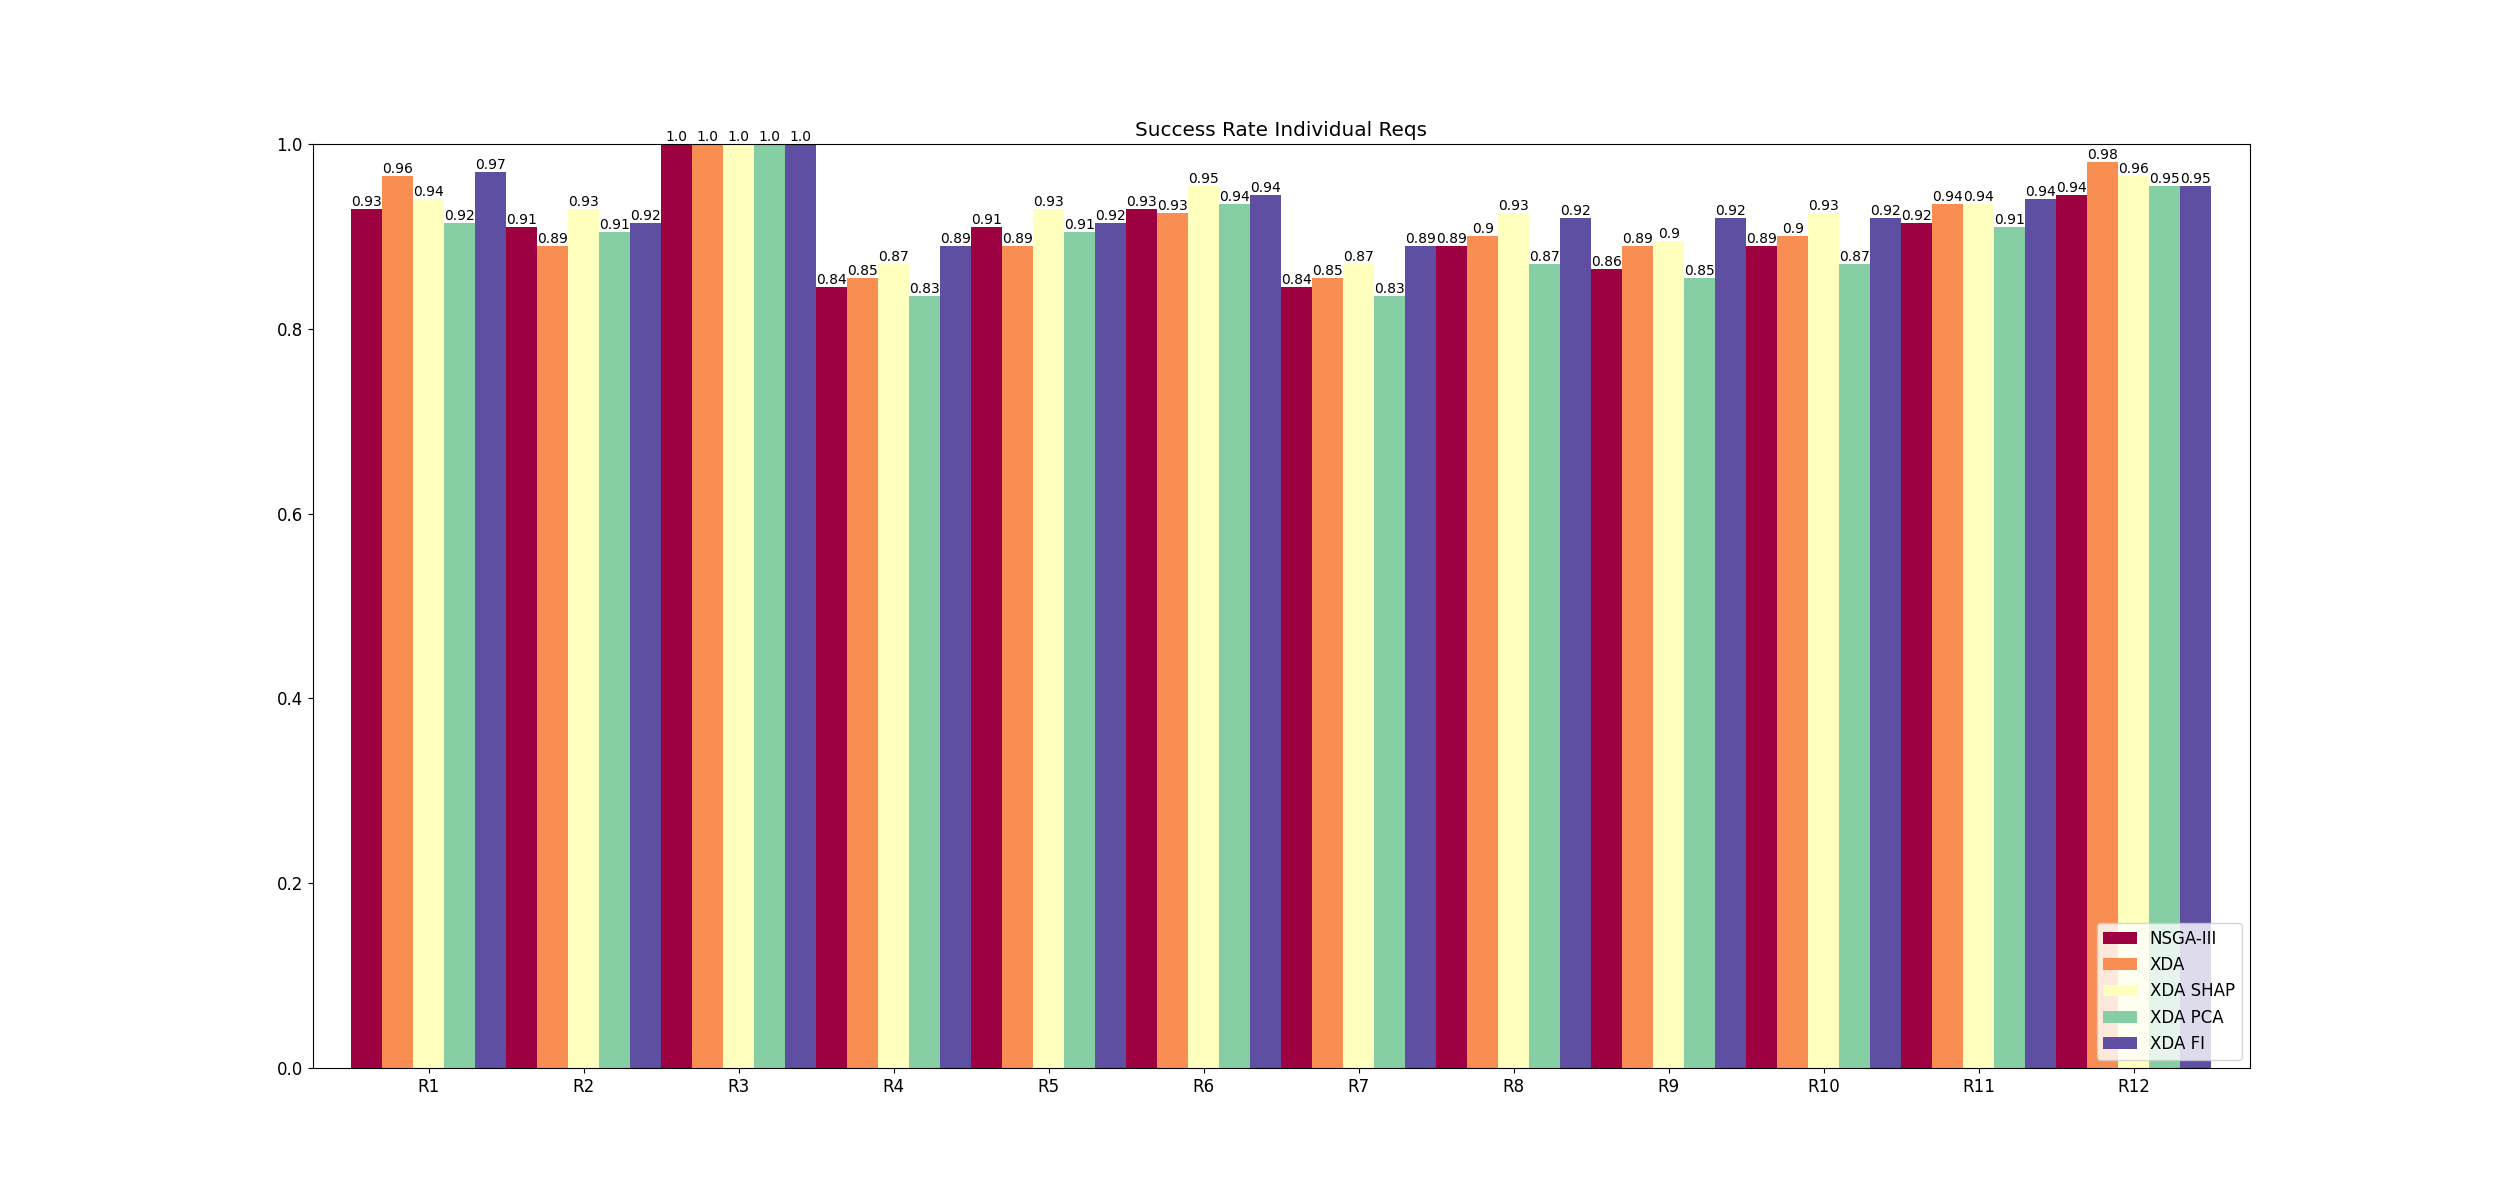 Success Rate Individual Reqs
1.0
0.8
0.6
0.4
0.2
0.0
0.93 0.96 0.94 0.92 0.97
0.91 0.89 0.93 0.91 0.92
1.0 1.0 1.0 1.0 1.0
0.84 0.85 0.87 0.83 0.89
0.91 0.89 0.93 0.91 0.92
0.93 0.93 0.95 0.94 0.94
0.84 0.85 0.87 0.83 0.89
0.89 0.9 0.93 0.87 0.92
0.86 0.89 0.9 0.85 0.92
0.89 0.9 0.93 0.87 0.92
0.92 0.94 0.94 0.91 0.94
0.94 0.98 0.96 0.95 0.95
R1 R2 R3 R4 R5 R6 R7 R8 R9 R10 R11 R12
NSGA-III
XDA
XDA SHAP
XDA PCA
XDA FI